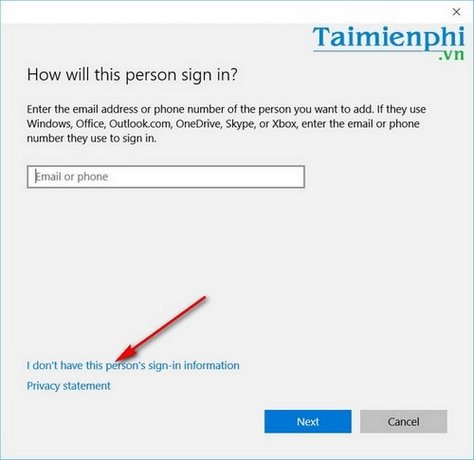 Taimienphi
.vn
How will this person sign in?
Enter the email address or phone number of the person you want to add. If they use
Windows, Office, Outlook.com, OneDrive, Skype, or Xbox, enter the email or phone
number they use to sign in.
Email or phone
I don't have this person's sign-in information
Privacy statement
Next
Cancel